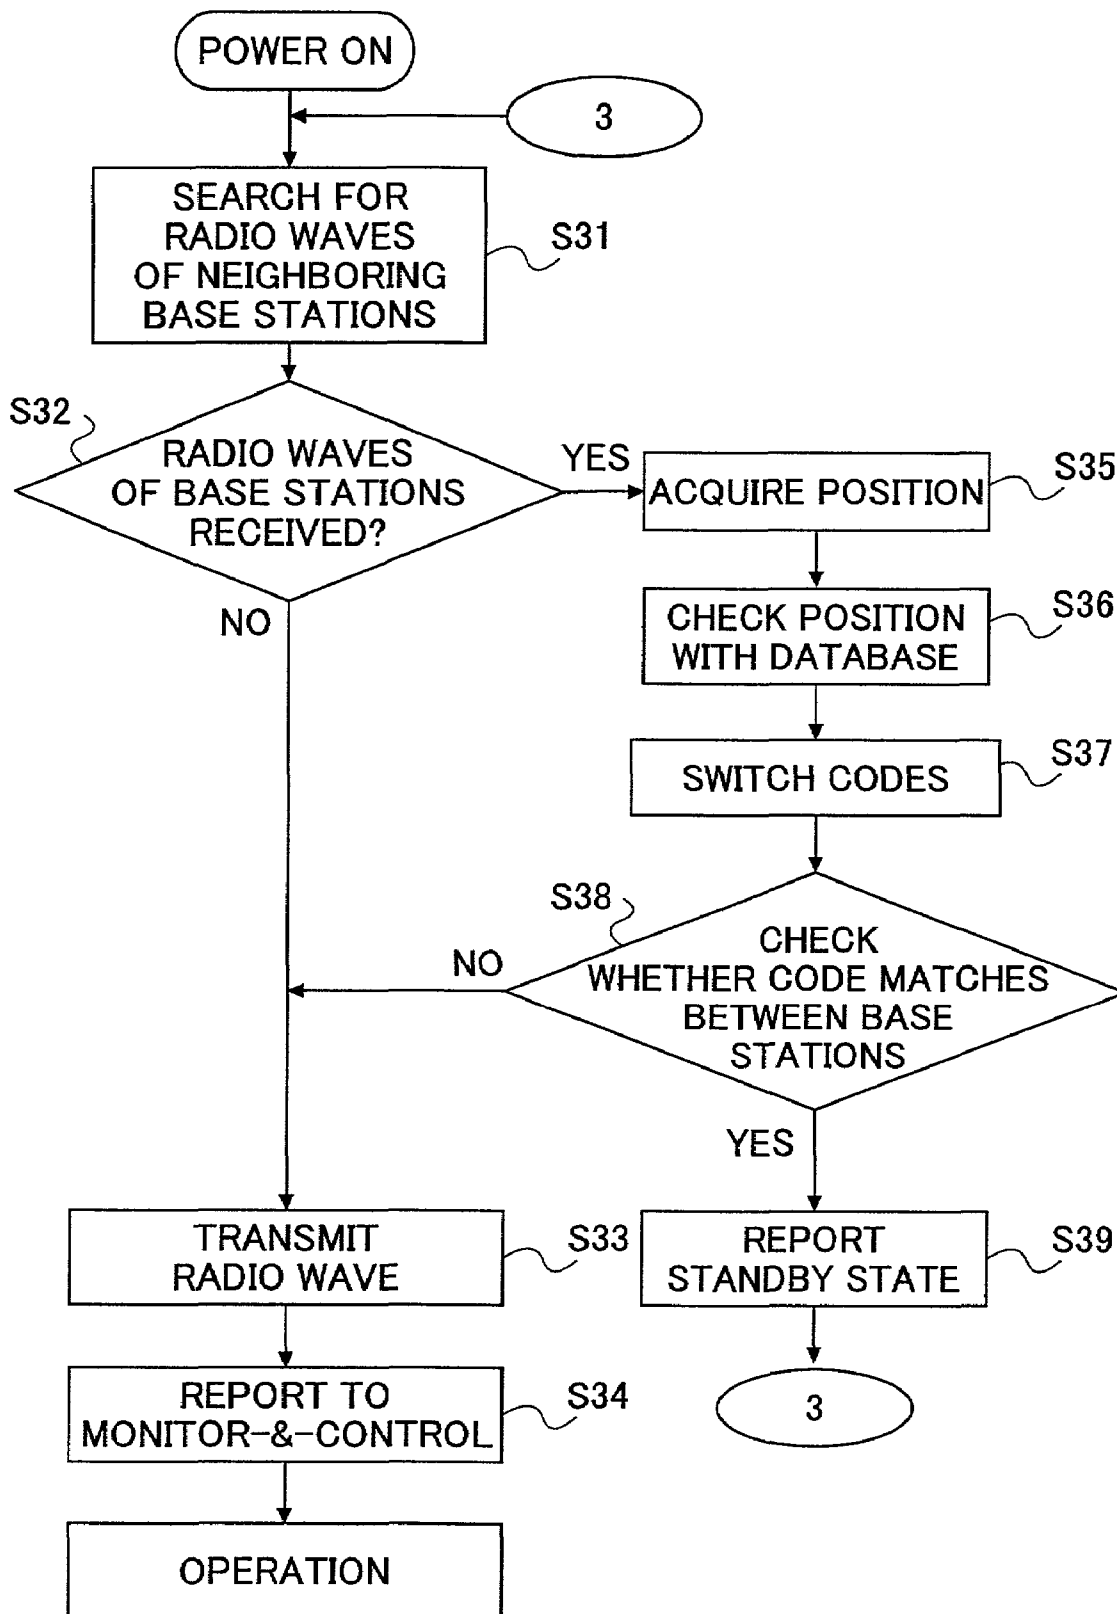 POWER ON
3
SEARCH FOR
RADIO WAVES
OF NEIGHBORING
BASE STATIONS
S31
S32
RADIO WAVES
OF BASE STATIONS
RECEIVED?
YES
NO
ACQUIRE POSITION
S35
CHECK POSITION
WITH DATABASE
S36
SWITCH CODES
S37
S38
CHECK
WHETHER CODE MATCHES
BETWEEN BASE
STATIONS
NO
YES
TRANSMIT
RADIO WAVE
S33
REPORT
STANDBY STATE
S39
REPORT TO
MONITOR-&-CONTROL
S34
3
OPERATION